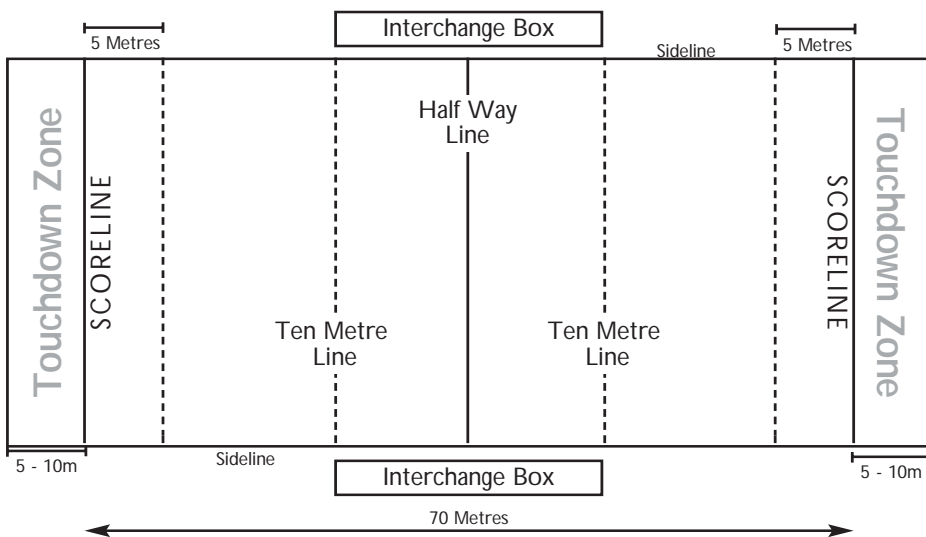 Interchange Box
5 Metres
5 Metres
Sideline
Half Way
Line
Touchdown Zone
SCORELINE
SCORELINE
Touchdown Zone
Ten Metre
Line
Ten Metre
Line
5 - 10m
Sideline
5 - 10m
Interchange Box
70 Metres